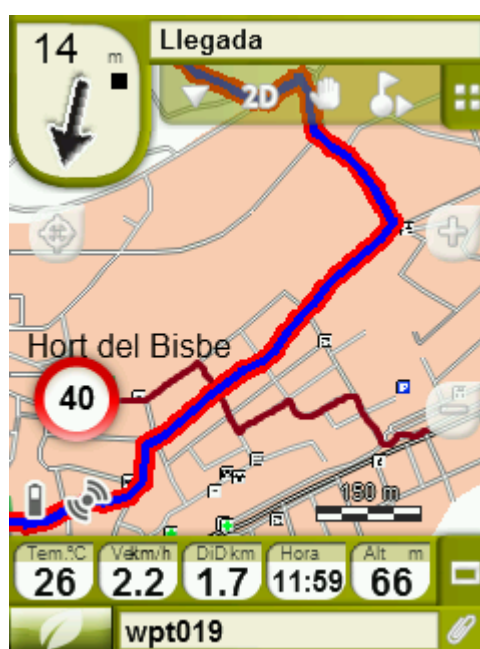 14 m
Llegada
2D
Hort del Bisbe
40
150 m
Tem.ºC Vekm/h DiD km Hora Alt m
26 2.2 1.7 11:59 66
wpt019